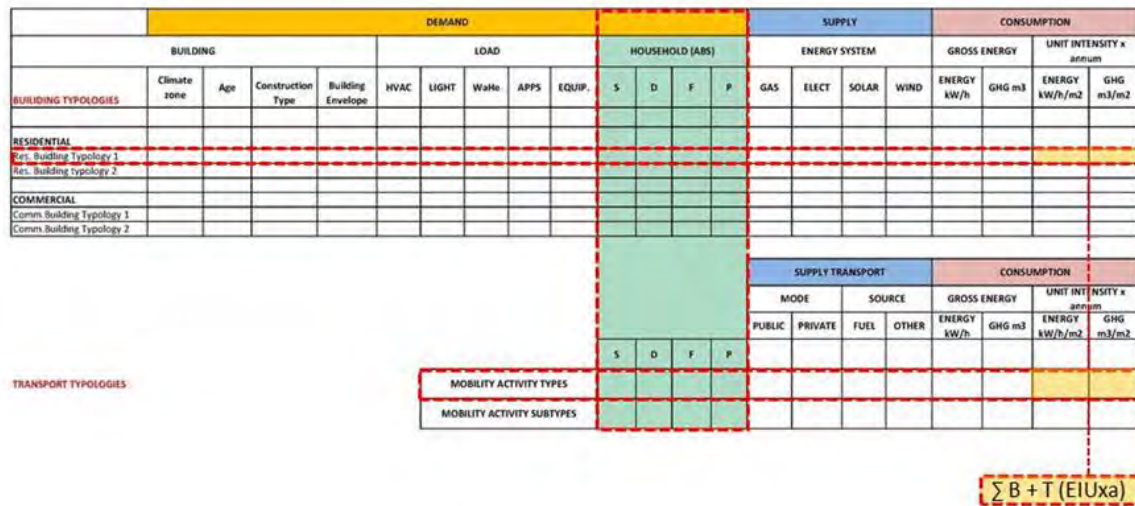 DEMAND SUPPLY CONSUMPTION
BUILDING LOAD HOUSEHOLD (ABS) ENERGY SYSTEM GROSS ENERGY UNIT INTENSITY x annum
BUILIDING TYPOLOGIES Climate zone Age Construction Type Building Envelope HVAC LIGHT WaHe APPS EQUIP. S D F P GAS ELECT SOLAR WIND ENERGY kW/h GHG m3 ENERGY kW/h/m2 GHG m3/m2
RESIDENTIAL
Res. Buidling Typology 1
Res. Building typology 2
COMMERCIAL
Comm.Building Typology 1
Comm.Building Typology 2
SUPPLY TRANSPORT CONSUMPTION
MODE SOURCE GROSS ENERGY UNIT INTENSITY x annum
PUBLIC PRIVATE FUEL OTHER ENERGY kW/h GHG m3 ENERGY kW/h/m2 GHG m3/m2
S D F P
TRANSPORT TYPOLOGIES MOBILITY ACTIVITY TYPES
MOBILITY ACTIVITY SUBTYPES
∑ B + T (EIUxa)